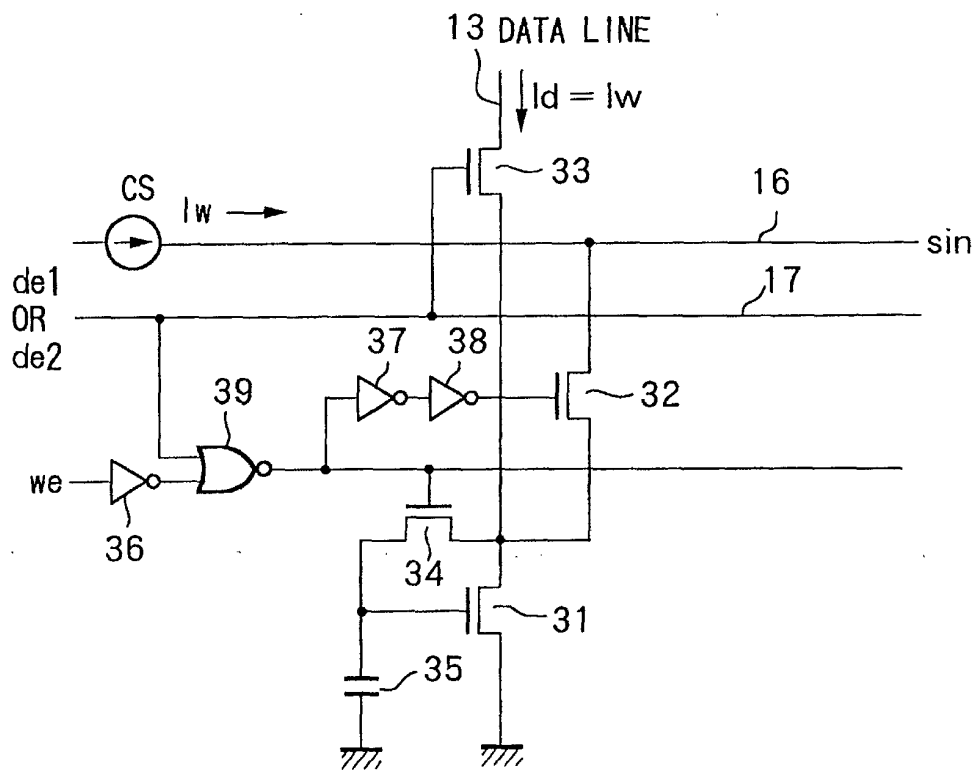 13 DATA LINE
Id = Iw
33
CS
Iw
16
sin
de1
OR
de2
17
37
38
32
39
we
36
34
31
35